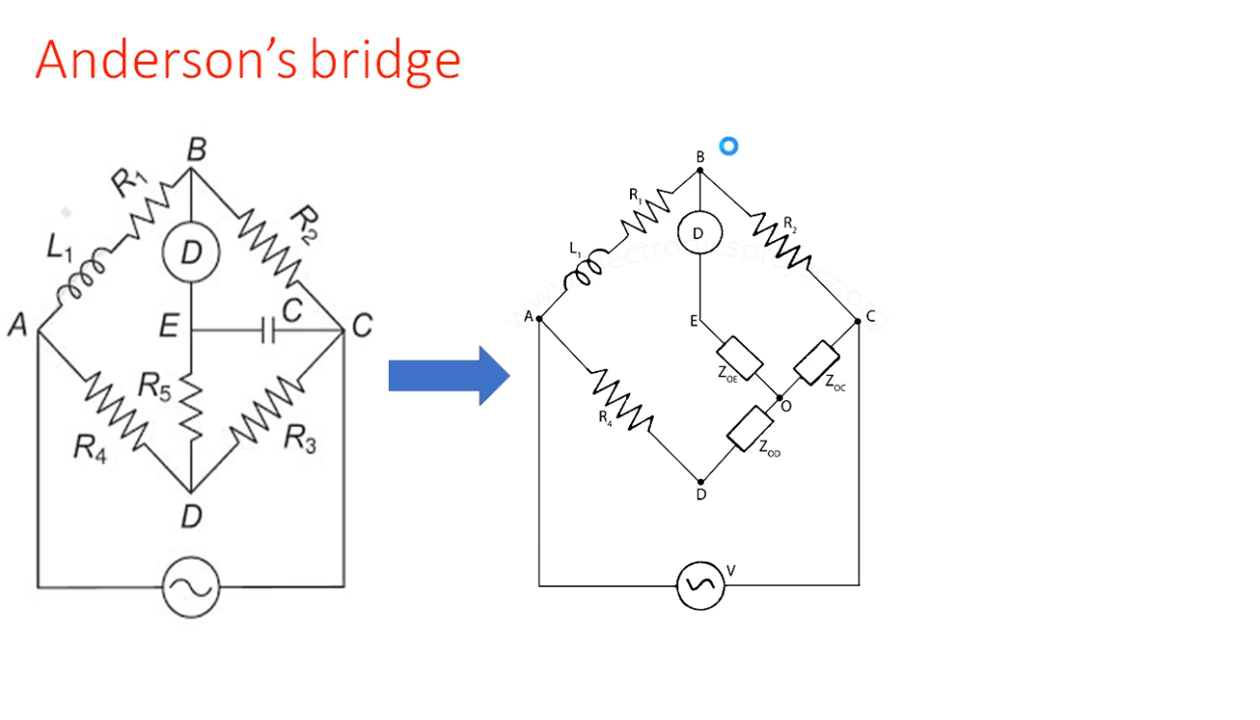 Anderson's bridge
B
R1
R2
L1
D
A
E
C
C
R5
R4
R3
D
B
R1
R2
L1
D
A
E
C
ZOE
ZOC
O
R4
ZOD
D
V